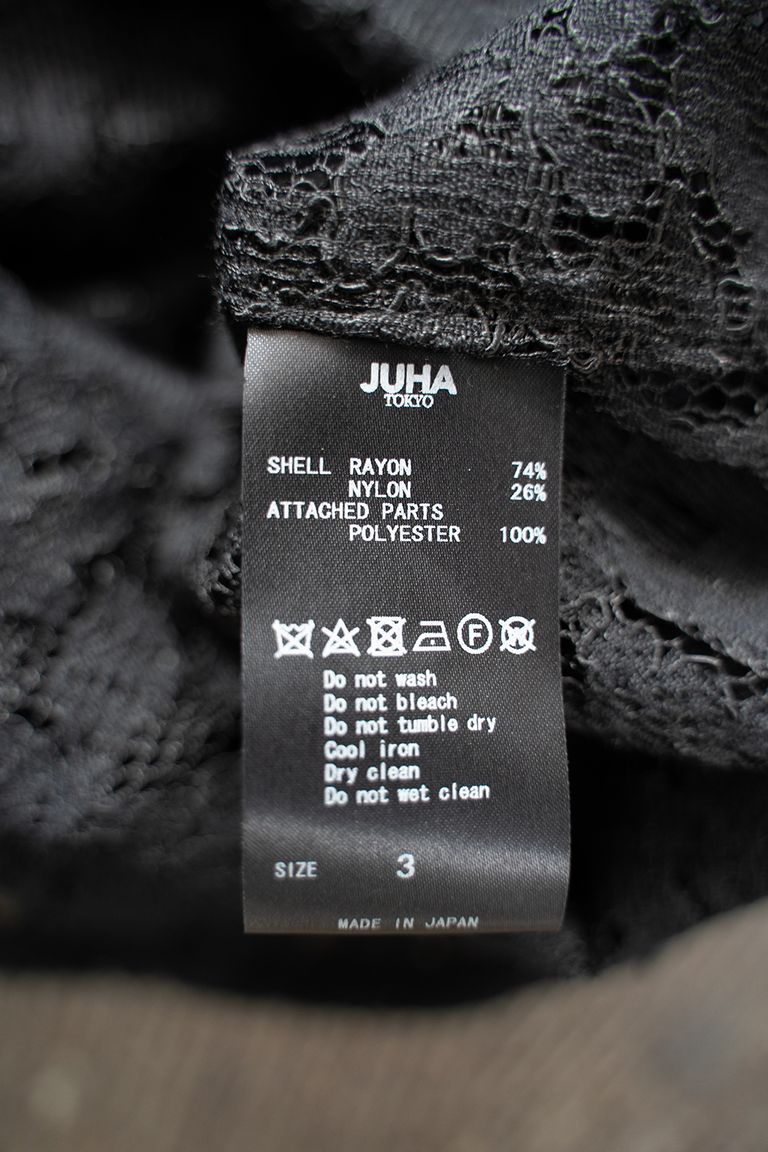 JUHA
TOKYO
SHELL RAYON 74%
NYLON 26%
ATTACHED PARTS
POLYESTER 100%
F W
Do not wash
Do not bleach
Do not tumble dry
Cool iron
Dry clean
Do not wet clean
SIZE 3
MADE IN JAPAN